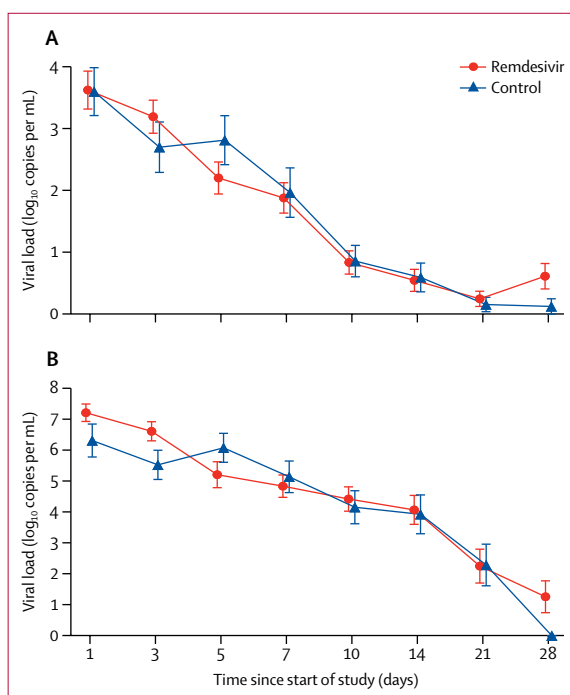 A
Remdesivir
Control
Viral load (log₁₀ copies per mL)
4
3
2
1
0
B
Viral load (log₁₀ copies per mL)
8
7
6
5
4
3
2
1
0
1 3 5 7 10 14 21 28
Time since start of study (days)